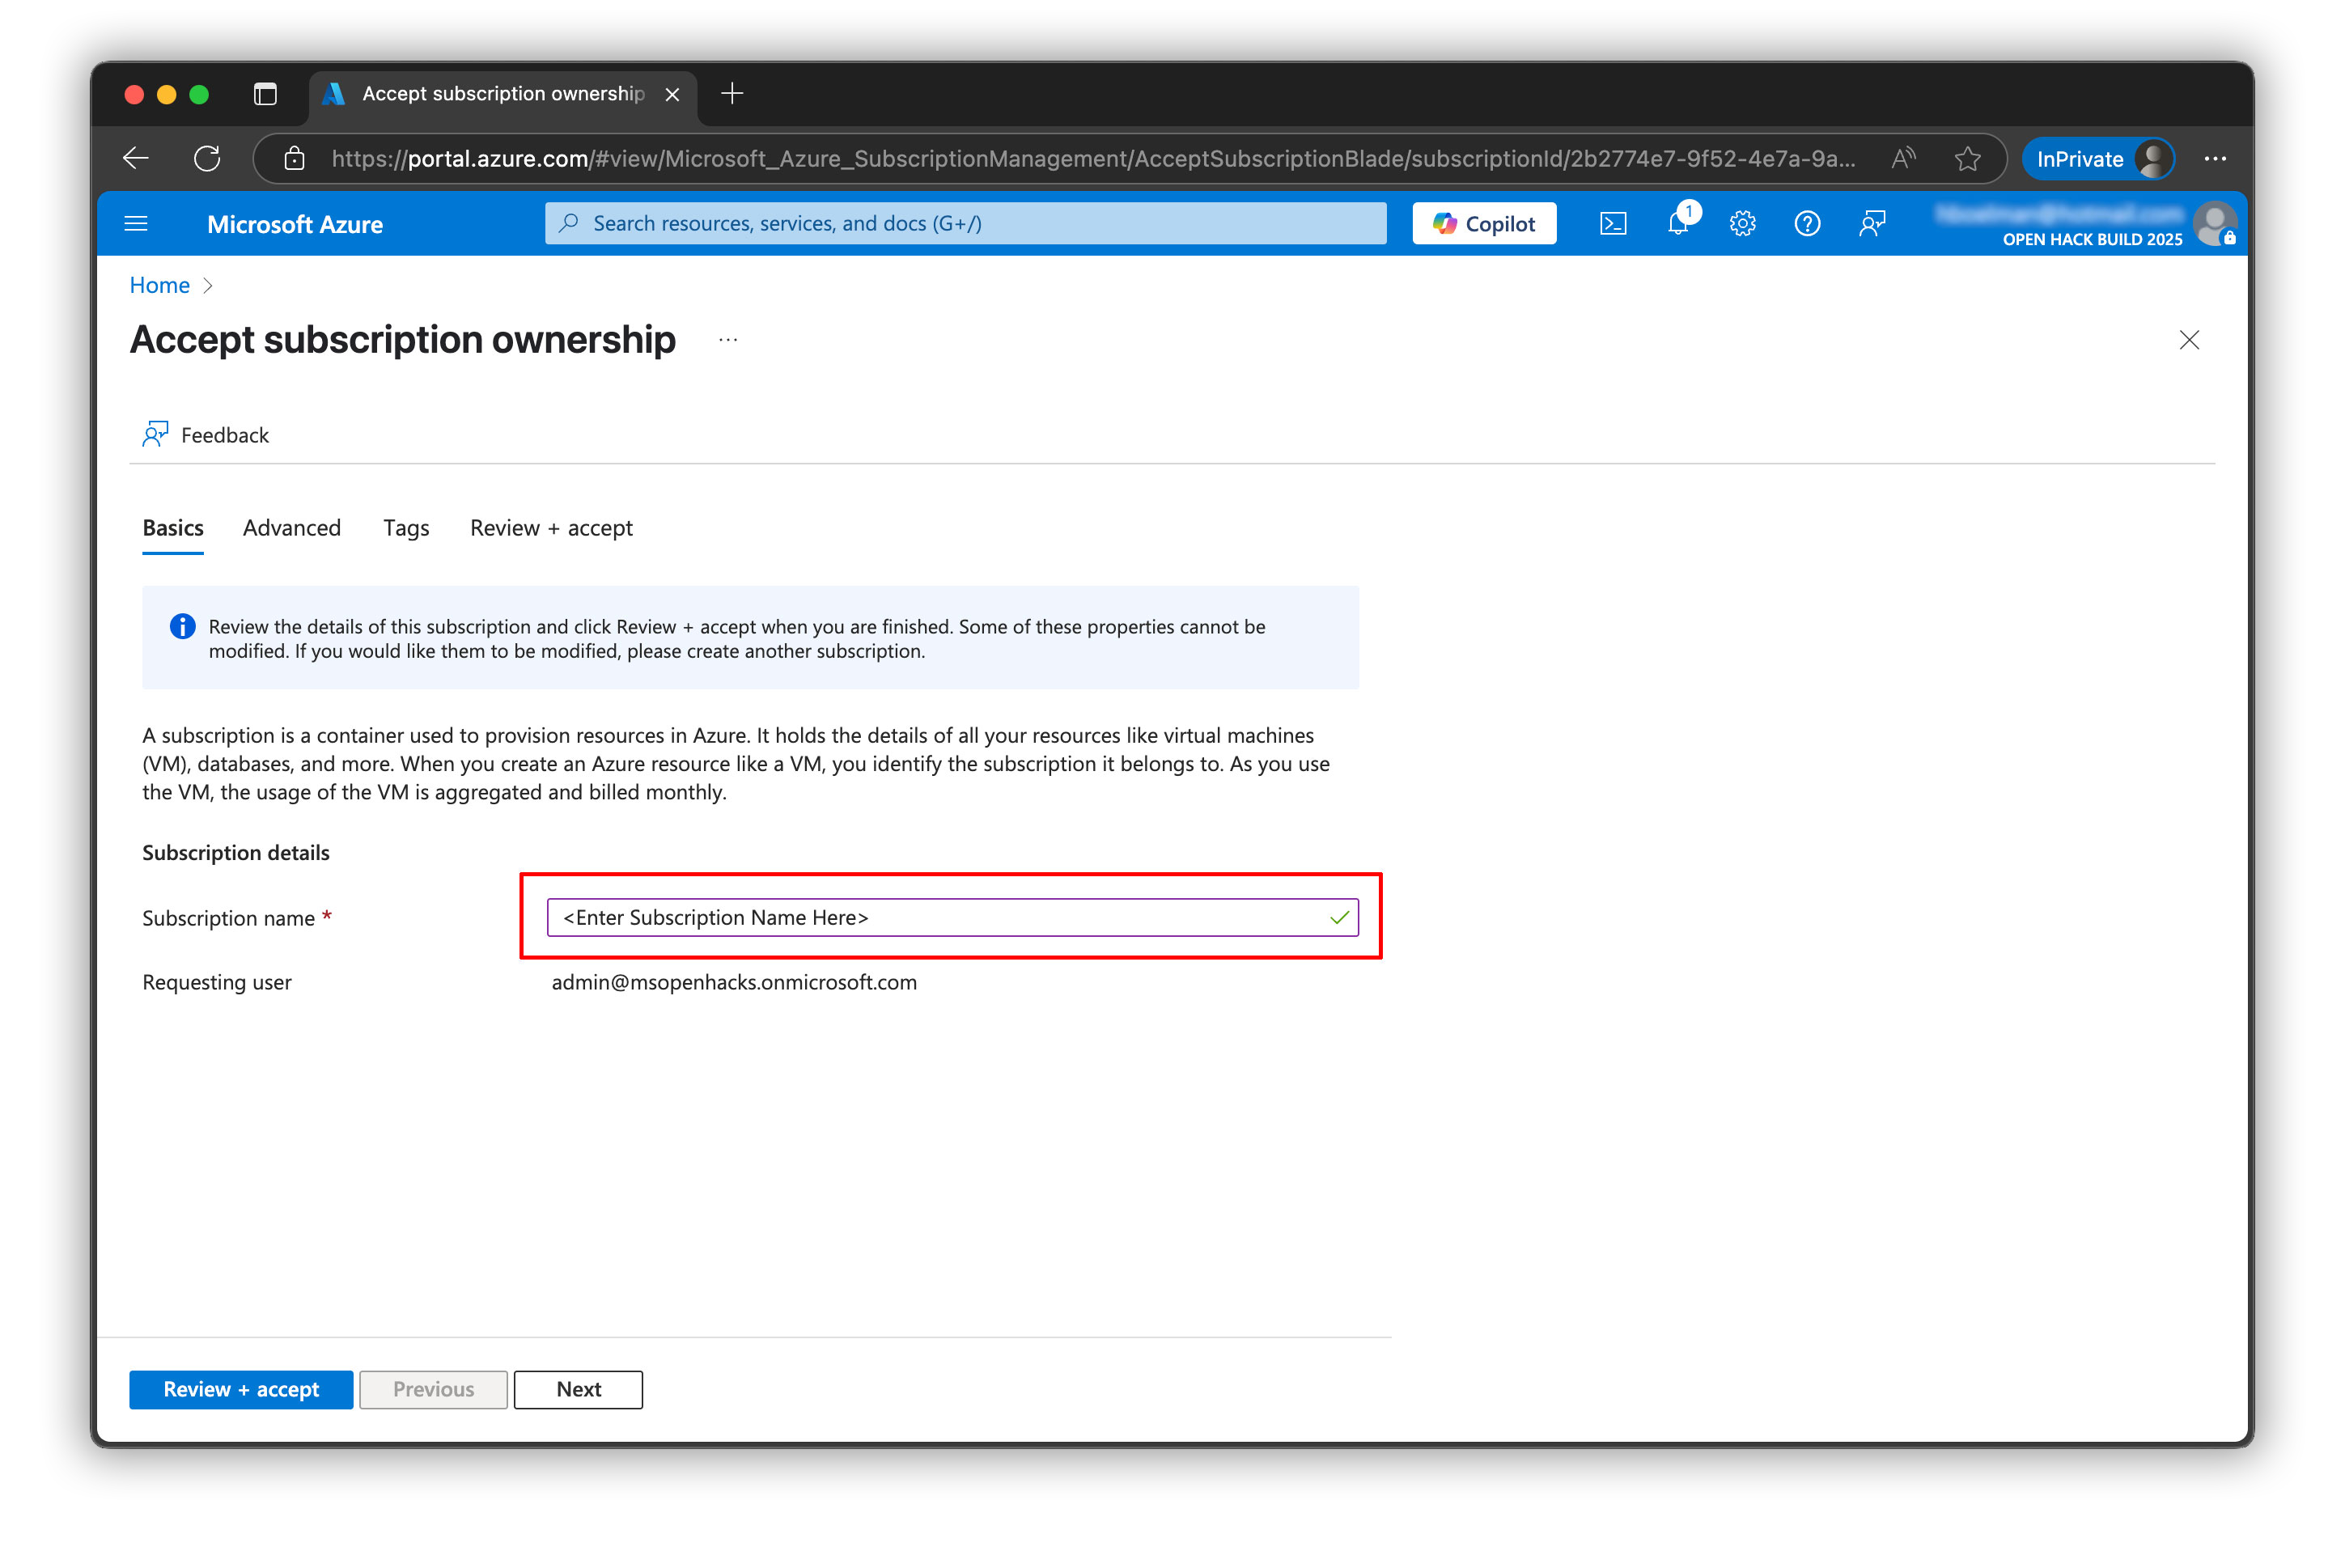 Accept subscription ownership
https://portal.azure.com/#view/Microsoft_Azure_SubscriptionManagement/AcceptSubscriptionBlade/subscriptionId/2b2774e7-9f52-4e7a-9a...
InPrivate
Microsoft Azure
Search resources, services, and docs (G+/)
Copilot
1
OPEN HACK BUILD 2025
Home
Accept subscription ownership
Feedback
Basics Advanced Tags Review + accept
Review the details of this subscription and click Review + accept when you are finished. Some of these properties cannot be
modified. If you would like them to be modified, please create another subscription.
A subscription is a container used to provision resources in Azure. It holds the details of all your resources like virtual machines
(VM), databases, and more. When you create an Azure resource like a VM, you identify the subscription it belongs to. As you use
the VM, the usage of the VM is aggregated and billed monthly.
Subscription details
Subscription name *
<Enter Subscription Name Here>
Requesting user
admin@msopenhacks.onmicrosoft.com
Review + accept
Previous
Next